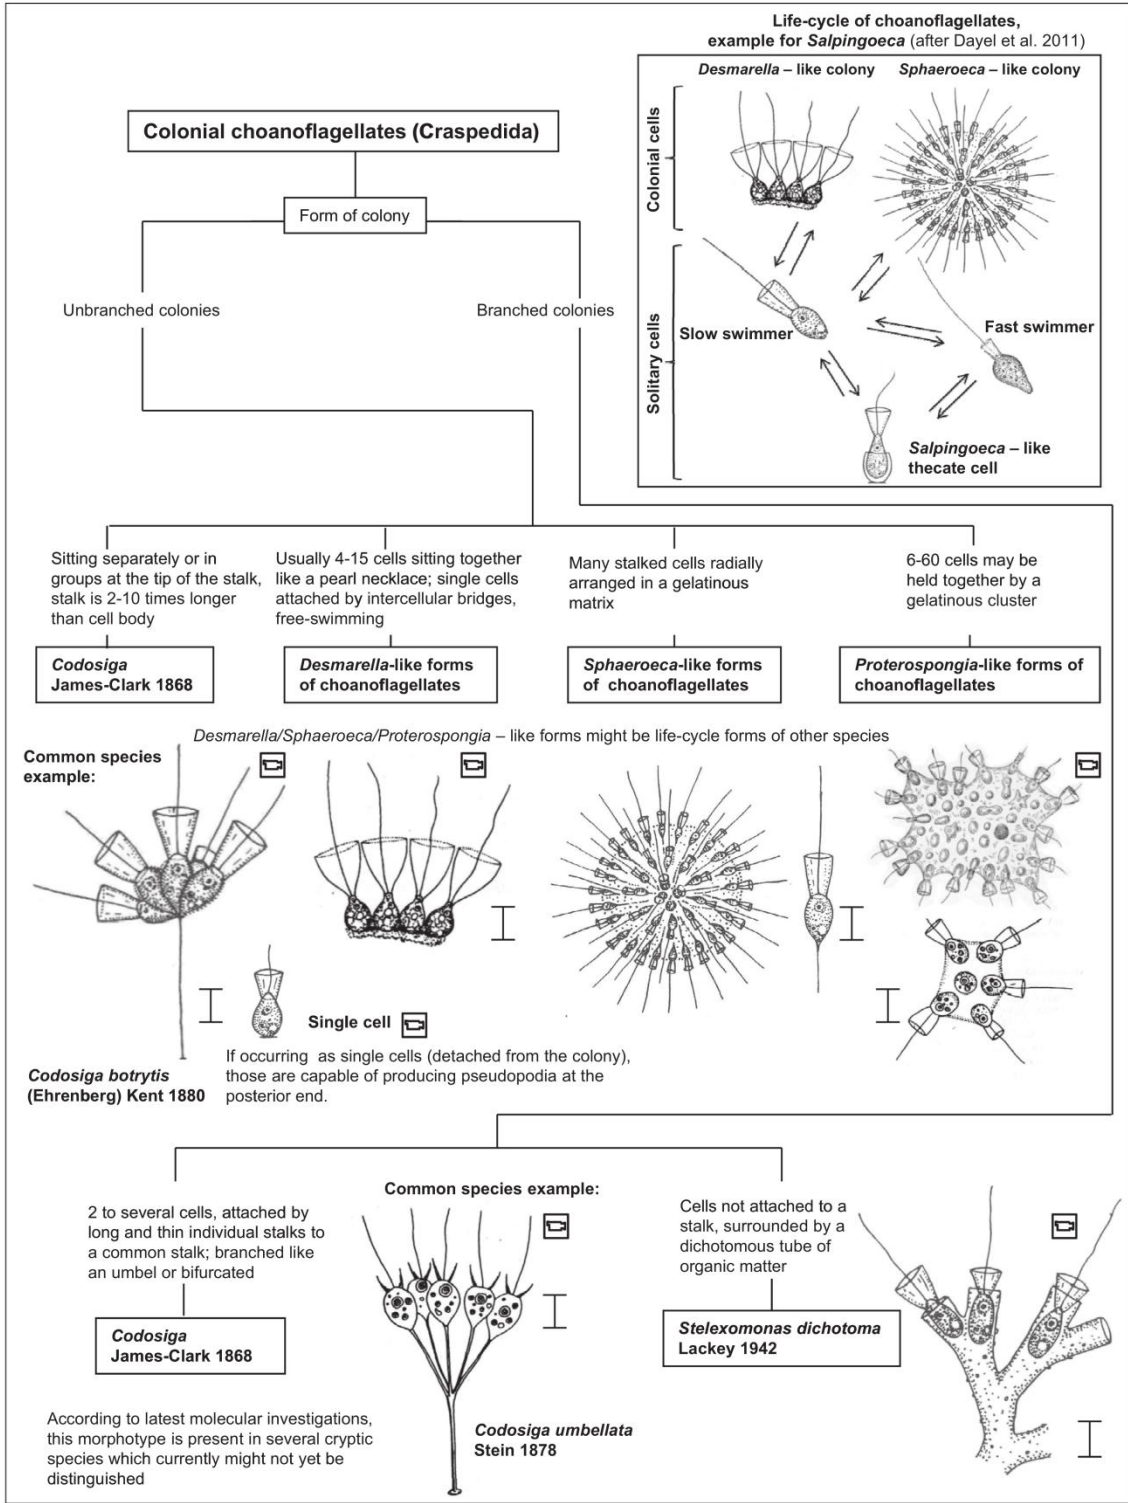 Life-cycle of choanoflagellates,
example for Salpingoeca (after Dayel et al. 2011)
Desmarella – like colony
Sphaeroeca – like colony
Colonial cells
Solitary cells
Slow swimmer
Fast swimmer
Salpingoeca – like
thecate cell
Colonial choanoflagellates (Craspedida)
Form of colony
Unbranched colonies
Branched colonies
Sitting separately or in
groups at the tip of the stalk,
stalk is 2-10 times longer
than cell body
Codosiga
James-Clark 1868
Usually 4-15 cells sitting together
like a pearl necklace; single cells
attached by intercellular bridges,
free-swimming
Desmarella-like forms
of choanoflagellates
Many stalked cells radially
arranged in a gelatinous
matrix
Sphaeroeca-like forms
of choanoflagellates
6-60 cells may be
held together by a
gelatinous cluster
Proterospongia-like forms of
choanoflagellates
Desmarella/Sphaeroeca/Proterospongia – like forms might be life-cycle forms of other species
Common species
example:
Single cell
If occurring as single cells (detached from the colony),
those are capable of producing pseudopodia at the
posterior end.
Codosiga botrytis
(Ehrenberg) Kent 1880
2 to several cells, attached by
long and thin individual stalks to
a common stalk; branched like
an umbel or bifurcated
Codosiga
James-Clark 1868
According to latest molecular investigations,
this morphotype is present in several cryptic
species which currently might not yet be
distinguished
Common species example:
Codosiga umbellata
Stein 1878
Cells not attached to a
stalk, surrounded by a
dichotomous tube of
organic matter
Stelexomonas dichotoma
Lackey 1942